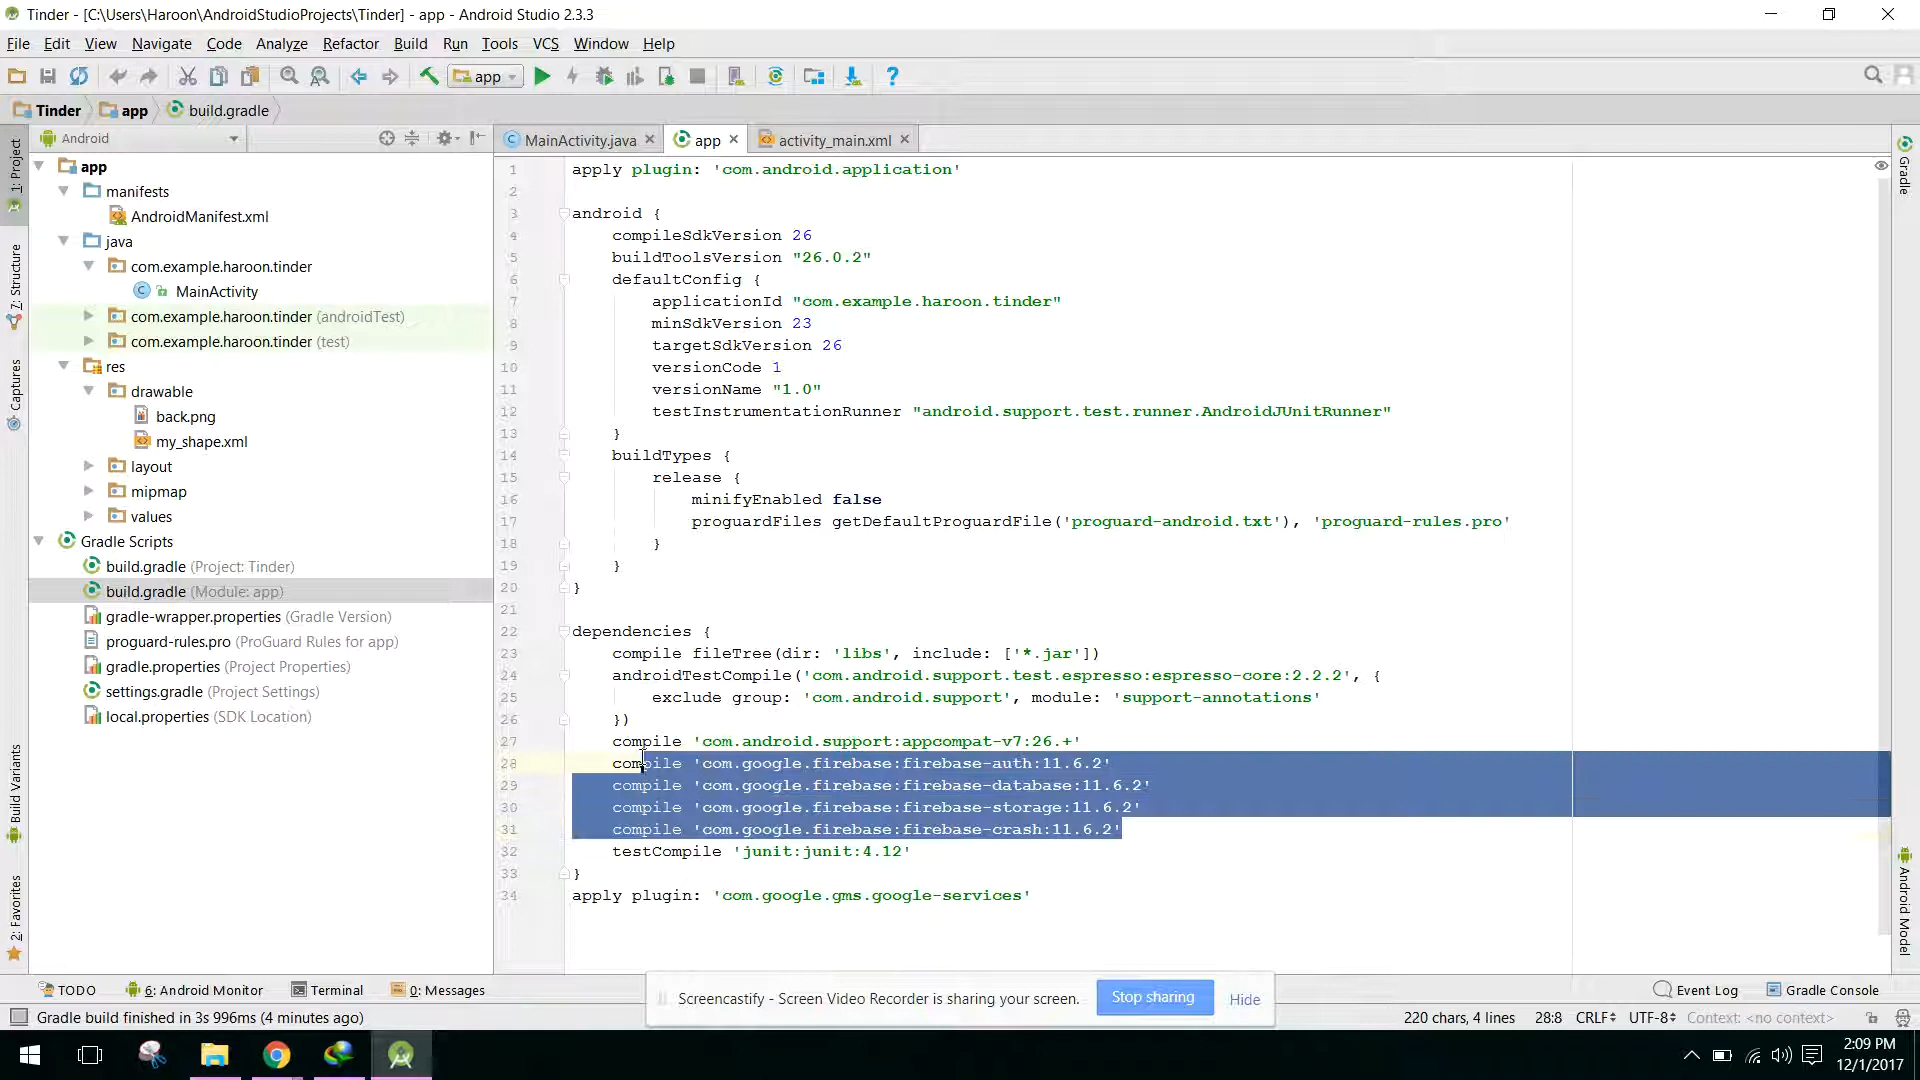 Tinder - [C:\Users\Haroon\AndroidStudioProjects\Tinder] - app - Android Studio 2.3.3
File Edit View Navigate Code Analyze Refactor Build Run Tools VCS Window Help
app
Tinder app build.gradle
Android
MainActivity.java app activity_main.xml
1: Project
7: Structure
Captures
Build Variants
2: Favorites
app
manifests
AndroidManifest.xml
java
com.example.haroon.tinder
MainActivity
com.example.haroon.tinder (androidTest)
com.example.haroon.tinder (test)
res
drawable
back.png
my_shape.xml
layout
mipmap
values
Gradle Scripts
build.gradle (Project: Tinder)
build.gradle (Module: app)
gradle-wrapper.properties (Gradle Version)
proguard-rules.pro (ProGuard Rules for app)
gradle.properties (Project Properties)
settings.gradle (Project Settings)
local.properties (SDK Location)
1 apply plugin: 'com.android.application'
2
3 android {
4 compileSdkVersion 26
5 buildToolsVersion "26.0.2"
6 defaultConfig {
7 applicationId "com.example.haroon.tinder"
8 minSdkVersion 23
9 targetSdkVersion 26
10 versionCode 1
11 versionName "1.0"
12 testInstrumentationRunner "android.support.test.runner.AndroidJUnitRunner"
13 }
14 buildTypes {
15 release {
16 minifyEnabled false
17 proguardFiles getDefaultProguardFile('proguard-android.txt'), 'proguard-rules.pro'
18 }
19 }
20 }
21
22 dependencies {
23 compile fileTree(dir: 'libs', include: ['*.jar'])
24 androidTestCompile('com.android.support.test.espresso:espresso-core:2.2.2', {
25 exclude group: 'com.android.support', module: 'support-annotations'
26 })
27 compile 'com.android.support:appcompat-v7:26.+'
28 compile 'com.google.firebase:firebase-auth:11.6.2'
29 compile 'com.google.firebase:firebase-database:11.6.2'
30 compile 'com.google.firebase:firebase-storage:11.6.2'
31 compile 'com.google.firebase:firebase-crash:11.6.2'
32 testCompile 'junit:junit:4.12'
33 }
34 apply plugin: 'com.google.gms.google-services'
Gradle
Android Model
TODO 6: Android Monitor Terminal 0: Messages
Screencastify - Screen Video Recorder is sharing your screen. Stop sharing Hide
Event Log Gradle Console
Gradle build finished in 3s 996ms (4 minutes ago)
220 chars, 4 lines 28:8 CRLF UTF-8 Context: <no context>
2:09 PM
12/1/2017